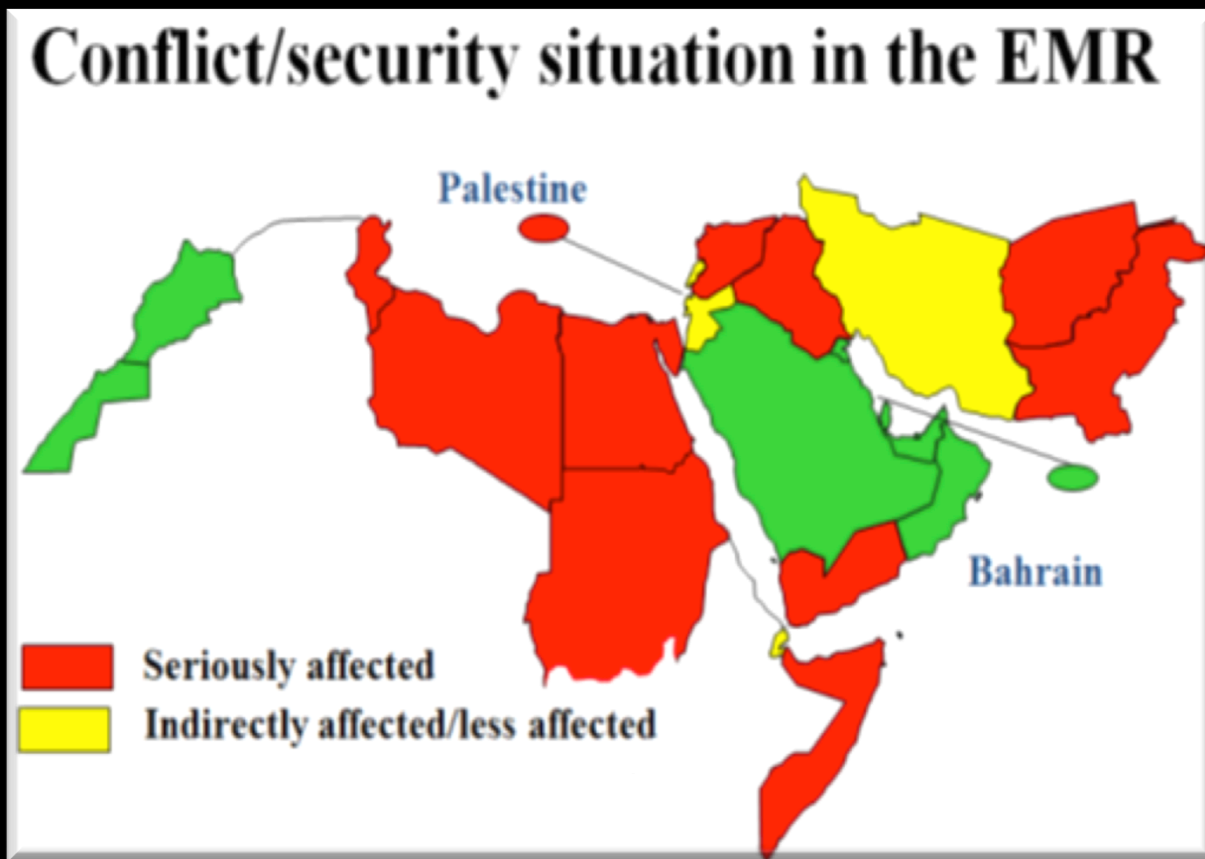 Conflict/security situation in the EMR
Palestine
Bahrain
Seriously affected
Indirectly affected/less affected